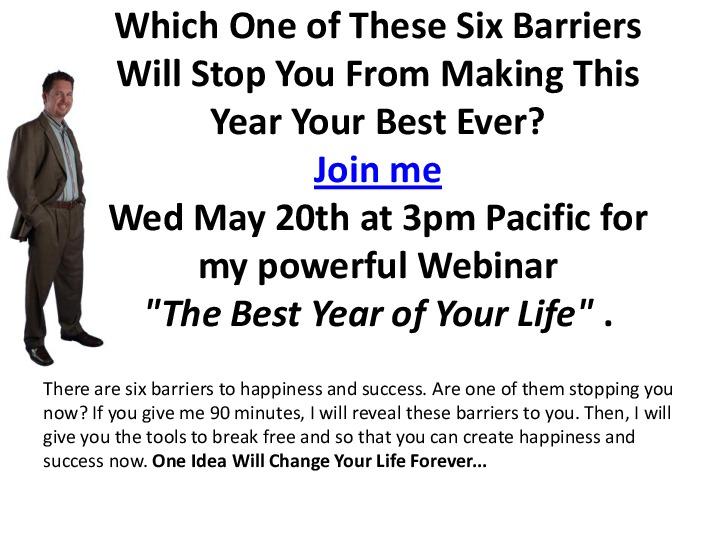 Which One of These Six Barriers
Will Stop You From Making This
Year Your Best Ever?
Join me
Wed May 20th at 3pm Pacific for
my powerful Webinar
"The Best Year of Your Life" .
There are six barriers to happiness and success. Are one of them stopping you
now? If you give me 90 minutes, I will reveal these barriers to you. Then, I will
give you the tools to break free and so that you can create happiness and
success now. One Idea Will Change Your Life Forever...